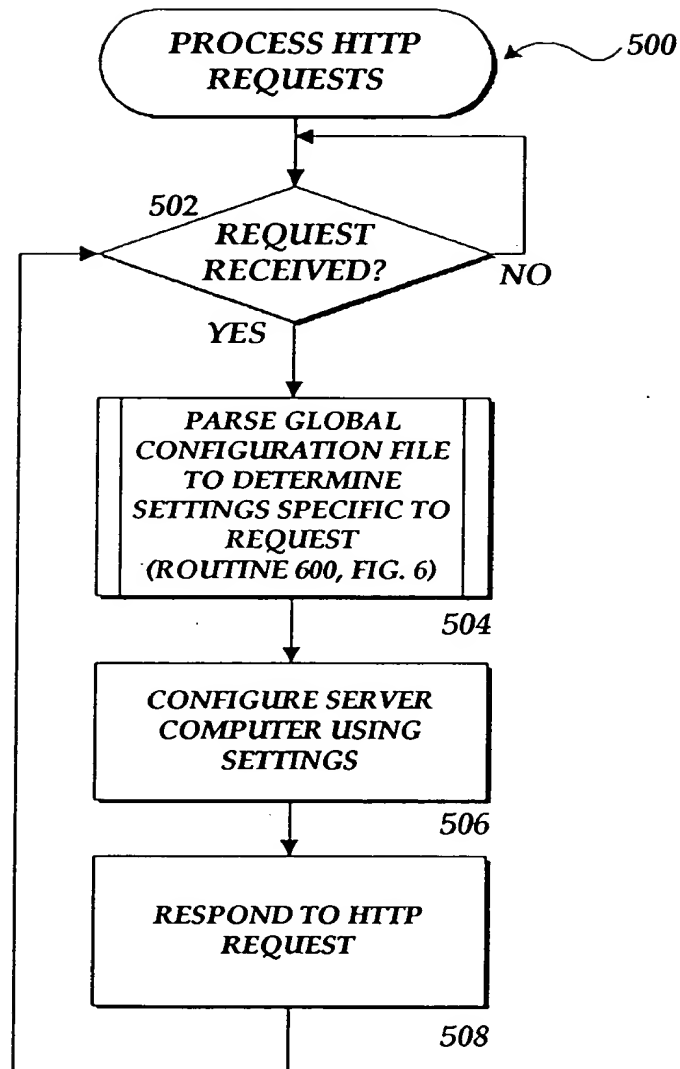 PROCESS HTTP
REQUESTS
500
502
REQUEST
RECEIVED?
NO
YES
PARSE GLOBAL
CONFIGURATION FILE
TO DETERMINE
SETTINGS SPECIFIC TO
REQUEST
(ROUTINE 600, FIG. 6)
504
CONFIGURE SERVER
COMPUTER USING
SETTINGS
506
RESPOND TO HTTP
REQUEST
508